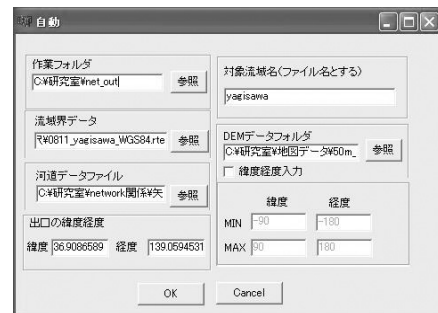 自動
作業フォルダ
C:¥研究室¥net_out
参照
流域界データ
R¥0811_yagisawa_WGS84.rte
参照
河道データファイル
C:¥研究室¥network関係¥矢
参照
出口の緯度経度
緯度 36.9086589 経度 139.0594531
対象流域名(ファイル名とする)
yagisawa
DEMデータフォルダ
C:¥研究室¥地図データ¥50m_
参照
緯度経度入力
緯度 経度
MIN -90 -180
MAX 90 180
OK Cancel